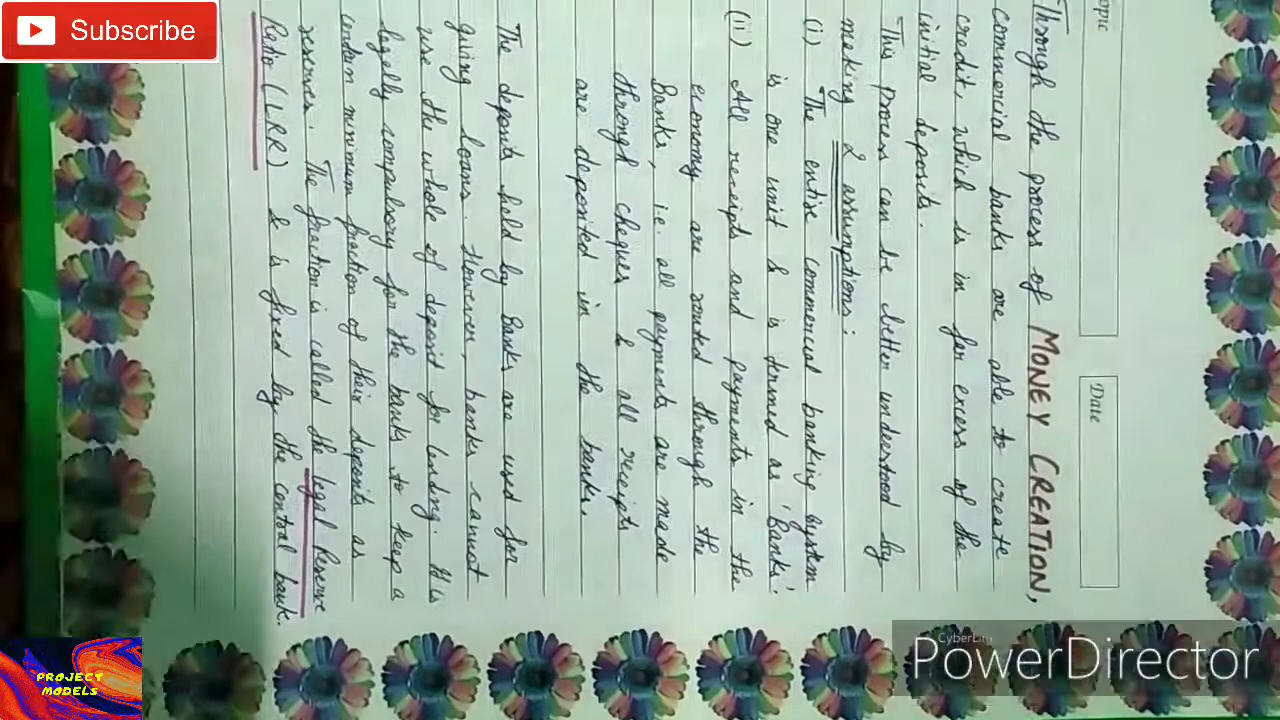 Subscribe
Topic
Date
Through the process of MONEY CREATION,
commercial banks are able to create
credit, which is in far excess of the
initial deposits.
This process can be better understood by
making 2 assumptions:
(i) The entire commercial banking system
is one unit & is termed as 'Banks'.
(ii) All receipts and payments in the
economy are routed through the
Banks, i.e. all payments are made
through cheques & all receipts
are deposited in the banks.
The deposits held by Banks are used for
giving loans. However, banks cannot
use the whole of deposit for lending. It is
legally compulsory for the banks to keep a
certain minimum fraction of their deposits as
reserves. The fraction is called the Legal Reserve
Ratio (LRR) & is fixed by the central bank.
PROJECT
MODELS
CyberLink
PowerDirector